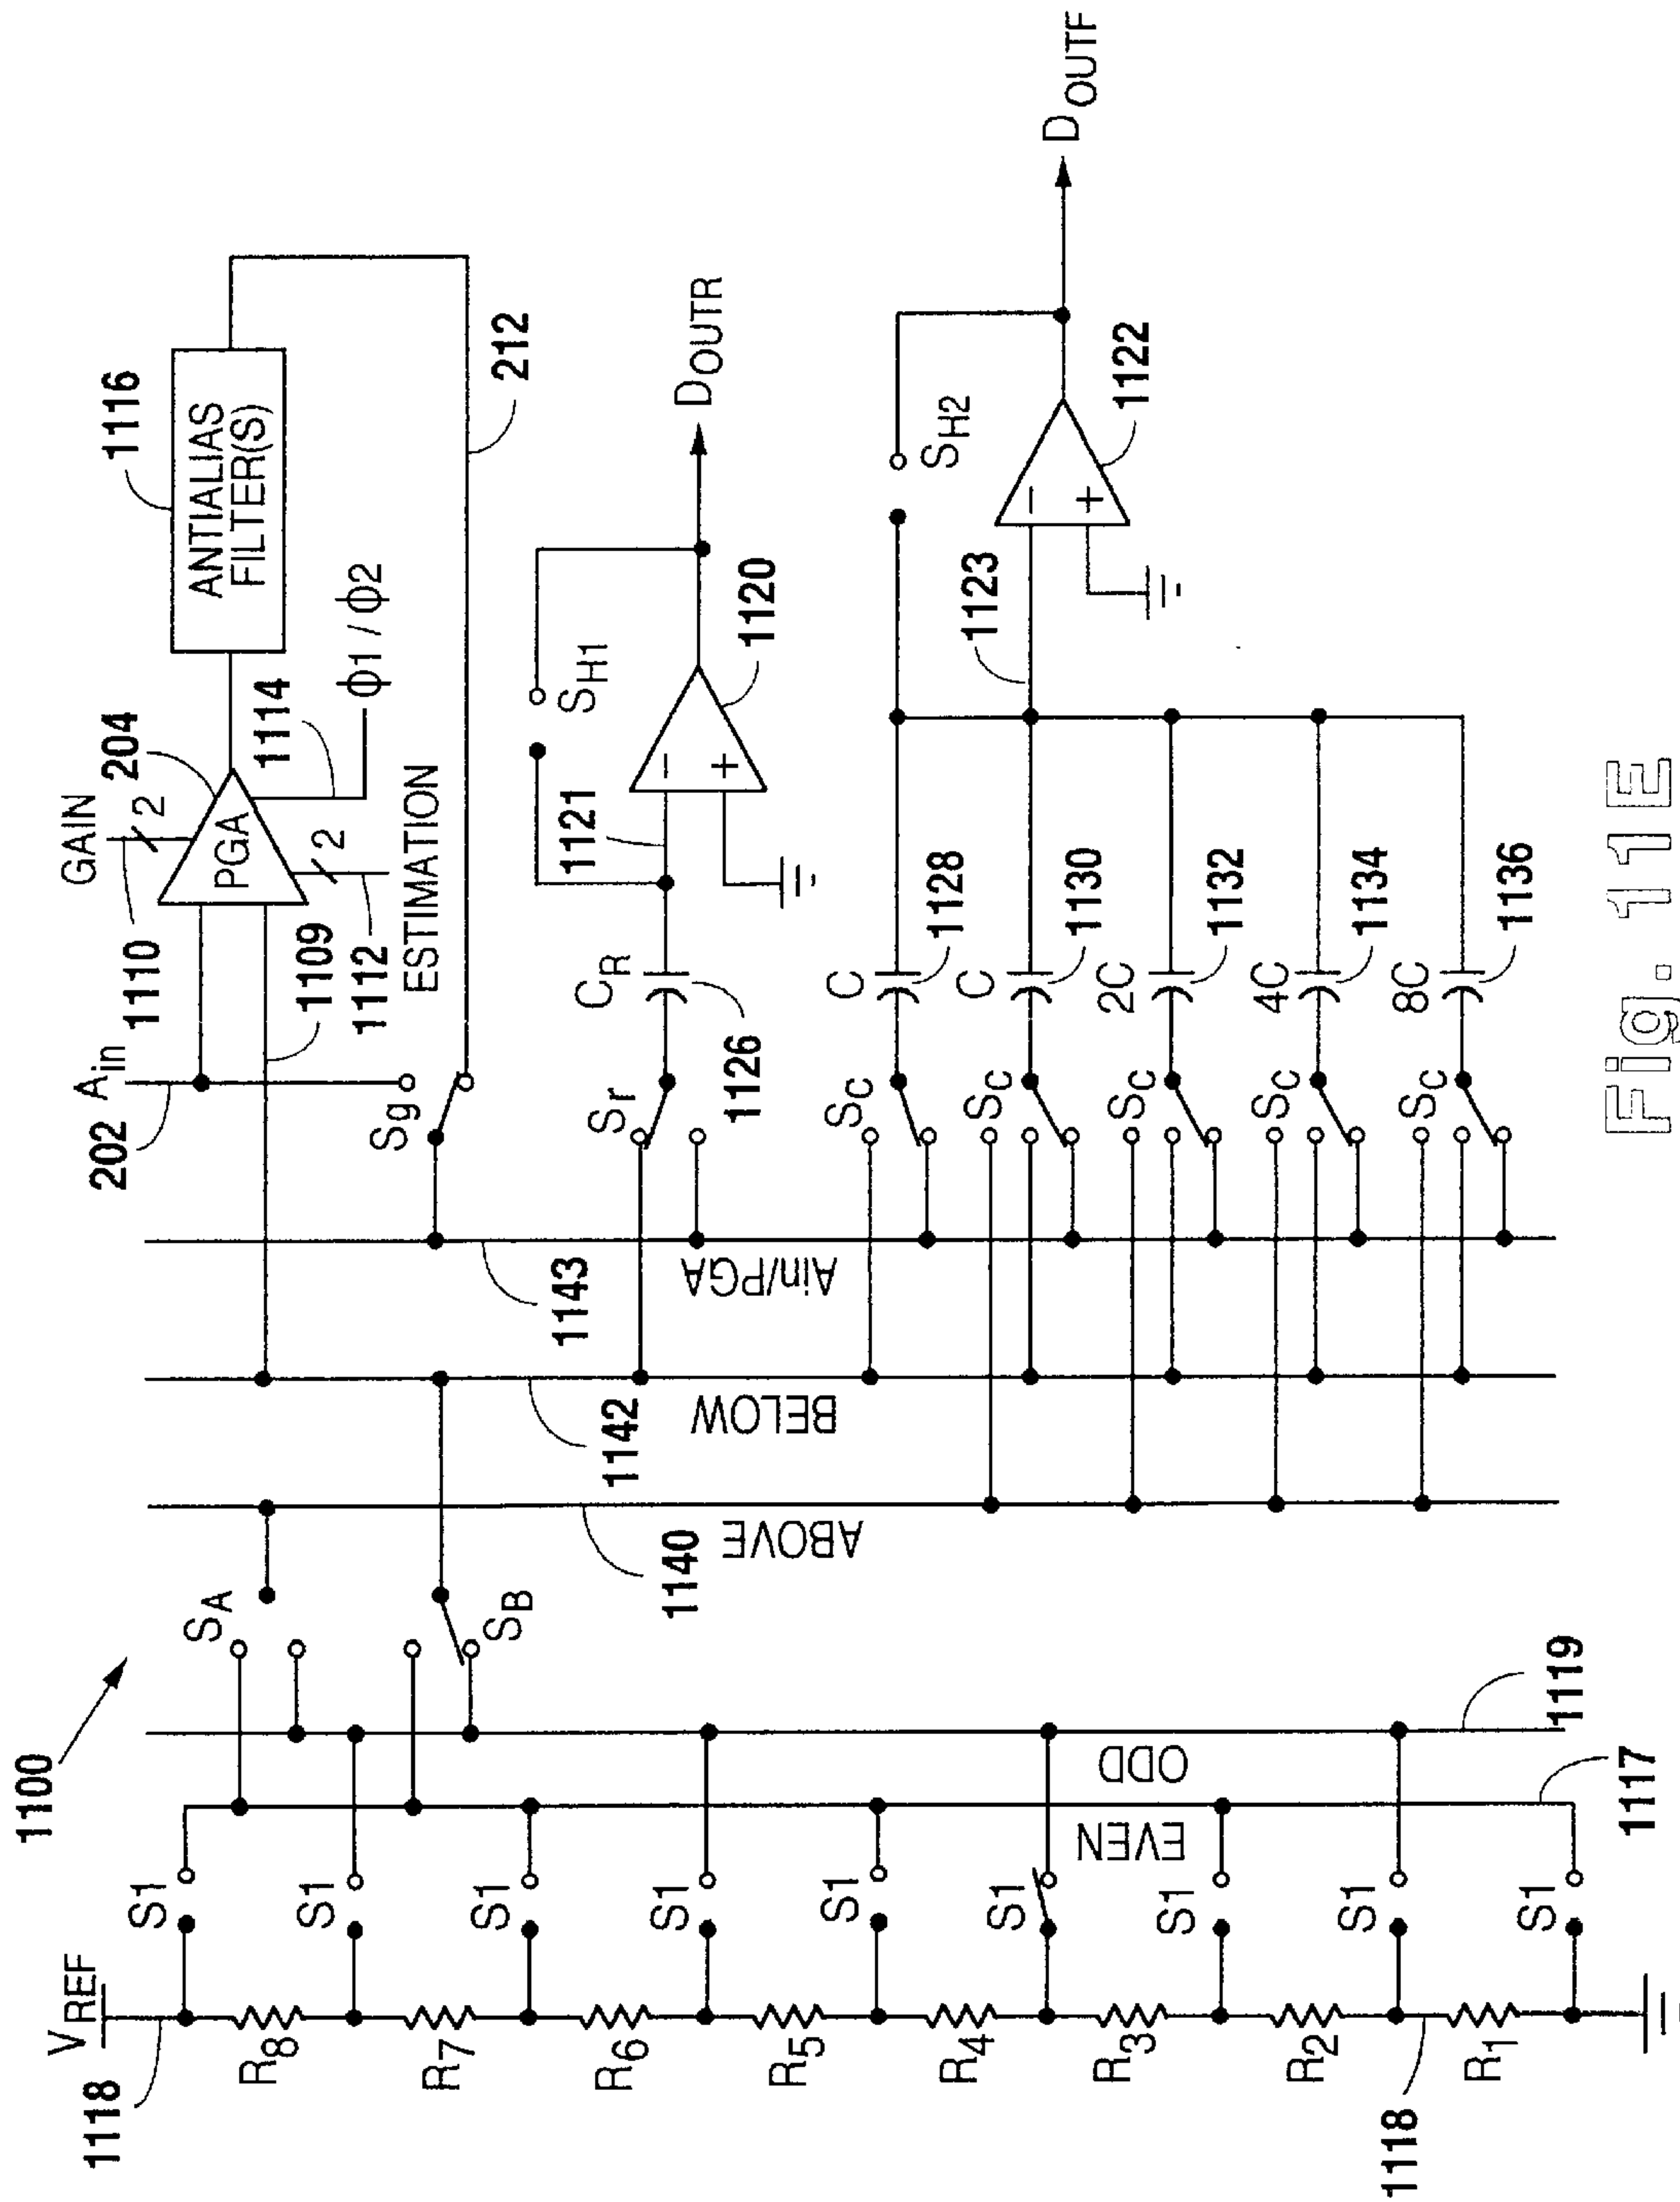 1100
1118
V_REF
R8
R7
R6
R5
R4
R3
R2
R1
1118
S1
S1
S1
S1
S1
S1
S1
S1
S1
EVEN
ODD
1117
1119
S_A
S_B
ABOVE
1140
BELOW
1142
Ain/PGA
1143
202
A_in
1110
GAIN
2
204
PGA
1109
1112
2
ESTIMATION
1114
Φ1 / Φ2
1116
ANTIALIAS
FILTER(S)
212
S_g
S_r
C_R
1126
1121
S_H1
−
+
1120
D_OUTR
S_C
C
1128
S_C
C
1130
S_C
2C
1132
S_C
4C
1134
S_C
8C
1136
1123
S_H2
−
+
1122
D_OUTF
Fig. 11E